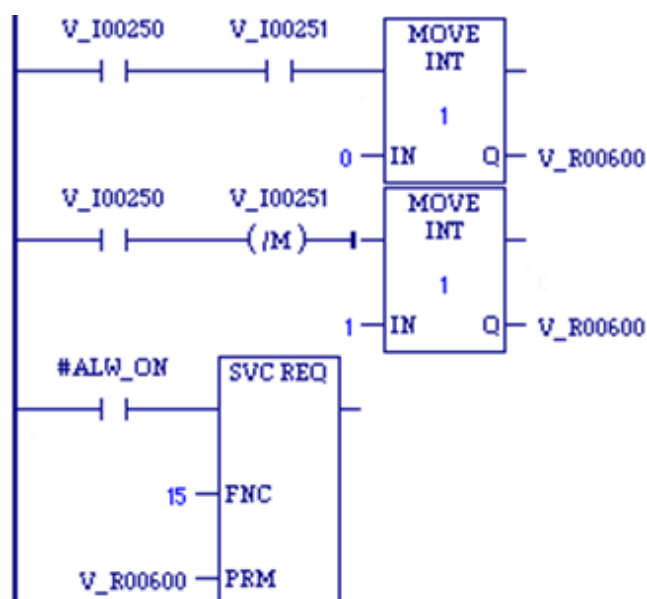 V_I00250 V_I00251 MOVE
INT
1
0 IN Q V_R00600
V_I00250 V_I00251 MOVE
(/M) INT
1
1 IN Q V_R00600
#ALW_ON SVC REQ
15 FNC
V_R00600 PRM